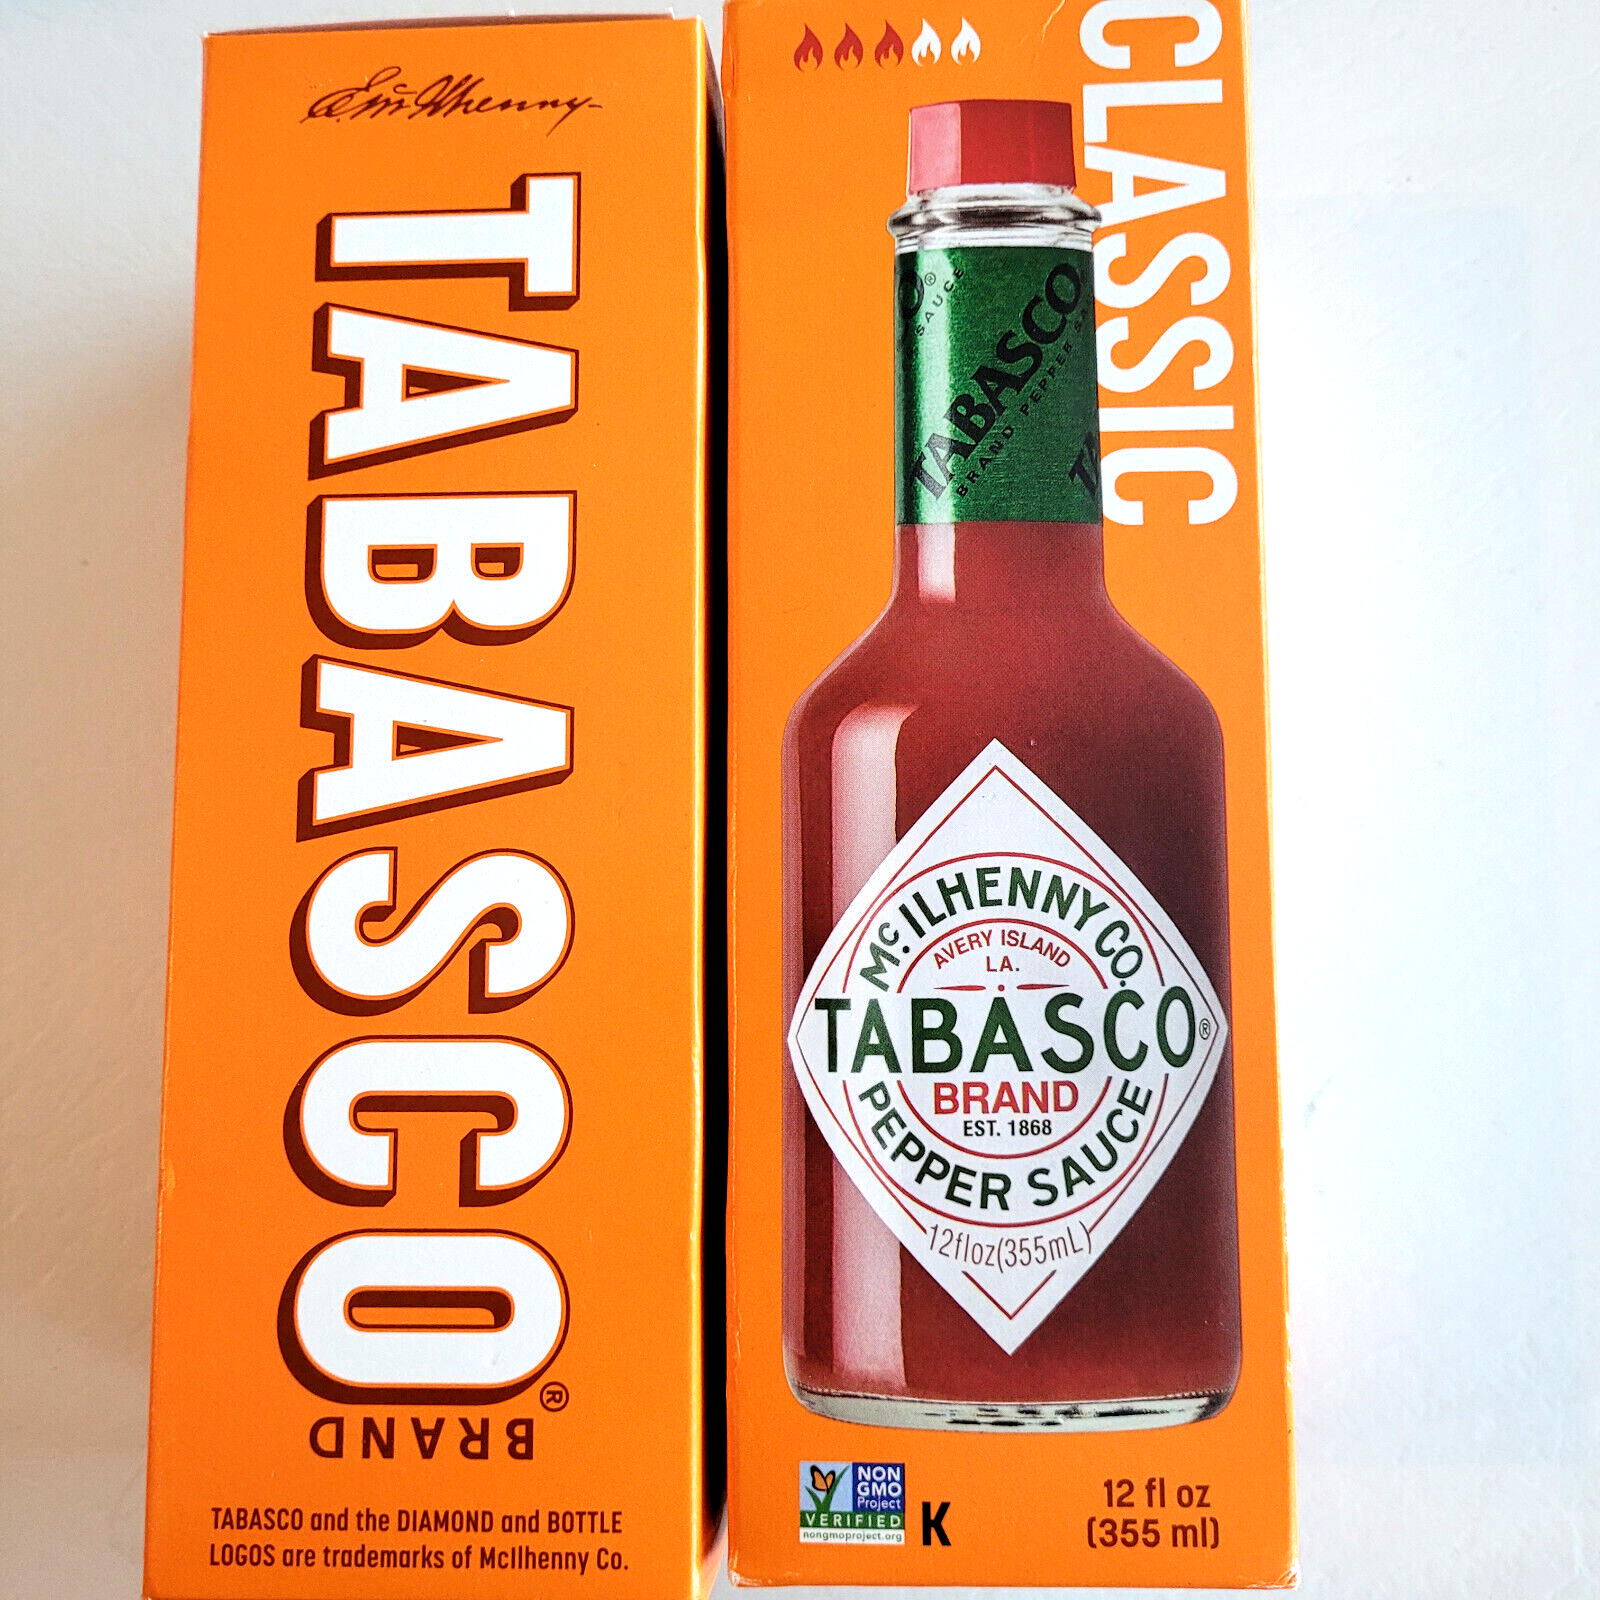 E McIlhenny
TABASCO®
BRAND
TABASCO and the DIAMOND and BOTTLE
LOGOS are trademarks of McIlhenny Co.
CLASSIC
® SAUCE
TABASCO
BRAND PEPPER
McILHENNY CO.
AVERY ISLAND
LA.
TABASCO®
BRAND
EST. 1868
PEPPER SAUCE
12floz(355mL)
NON
GMO
Project
VERIFIED
nongmoproject.org
K
12 fl oz
(355 ml)